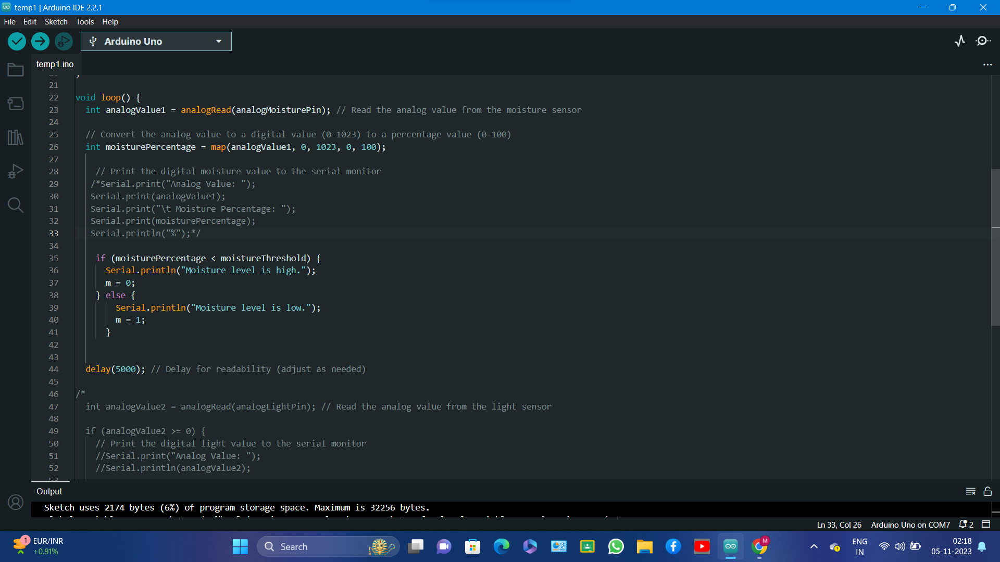 temp1 | Arduino IDE 2.2.1
File Edit Sketch Tools Help
Arduino Uno
temp1.ino
21
22 void loop() {
23 int analogValue1 = analogRead(analogMoisturePin); // Read the analog value from the moisture sensor
24
25 // Convert the analog value to a digital value (0-1023) to a percentage value (0-100)
26 int moisturePercentage = map(analogValue1, 0, 1023, 0, 100);
27
28 // Print the digital moisture value to the serial monitor
29 /*Serial.print("Analog Value: ");
30 Serial.print(analogValue1);
31 Serial.print("\t Moisture Percentage: ");
32 Serial.print(moisturePercentage);
33 Serial.println("%");*/
34
35 if (moisturePercentage < moistureThreshold) {
36 Serial.println("Moisture level is high.");
37 m = 0;
38 } else {
39 Serial.println("Moisture level is low.");
40 m = 1;
41 }
42
43
44 delay(5000); // Delay for readability (adjust as needed)
45
46 /*
47 int analogValue2 = analogRead(analogLightPin); // Read the analog value from the light sensor
48
49 if (analogValue2 >= 0) {
50 // Print the digital light value to the serial monitor
51 //Serial.print("Analog Value: ");
52 //Serial.println(analogValue2);
53
Output
Sketch uses 2174 bytes (6%) of program storage space. Maximum is 32256 bytes.
Ln 33, Col 26 Arduino Uno on COM7 2
1 EUR/INR
+0.91%
Search
M
ENG
IN
02:18
05-11-2023